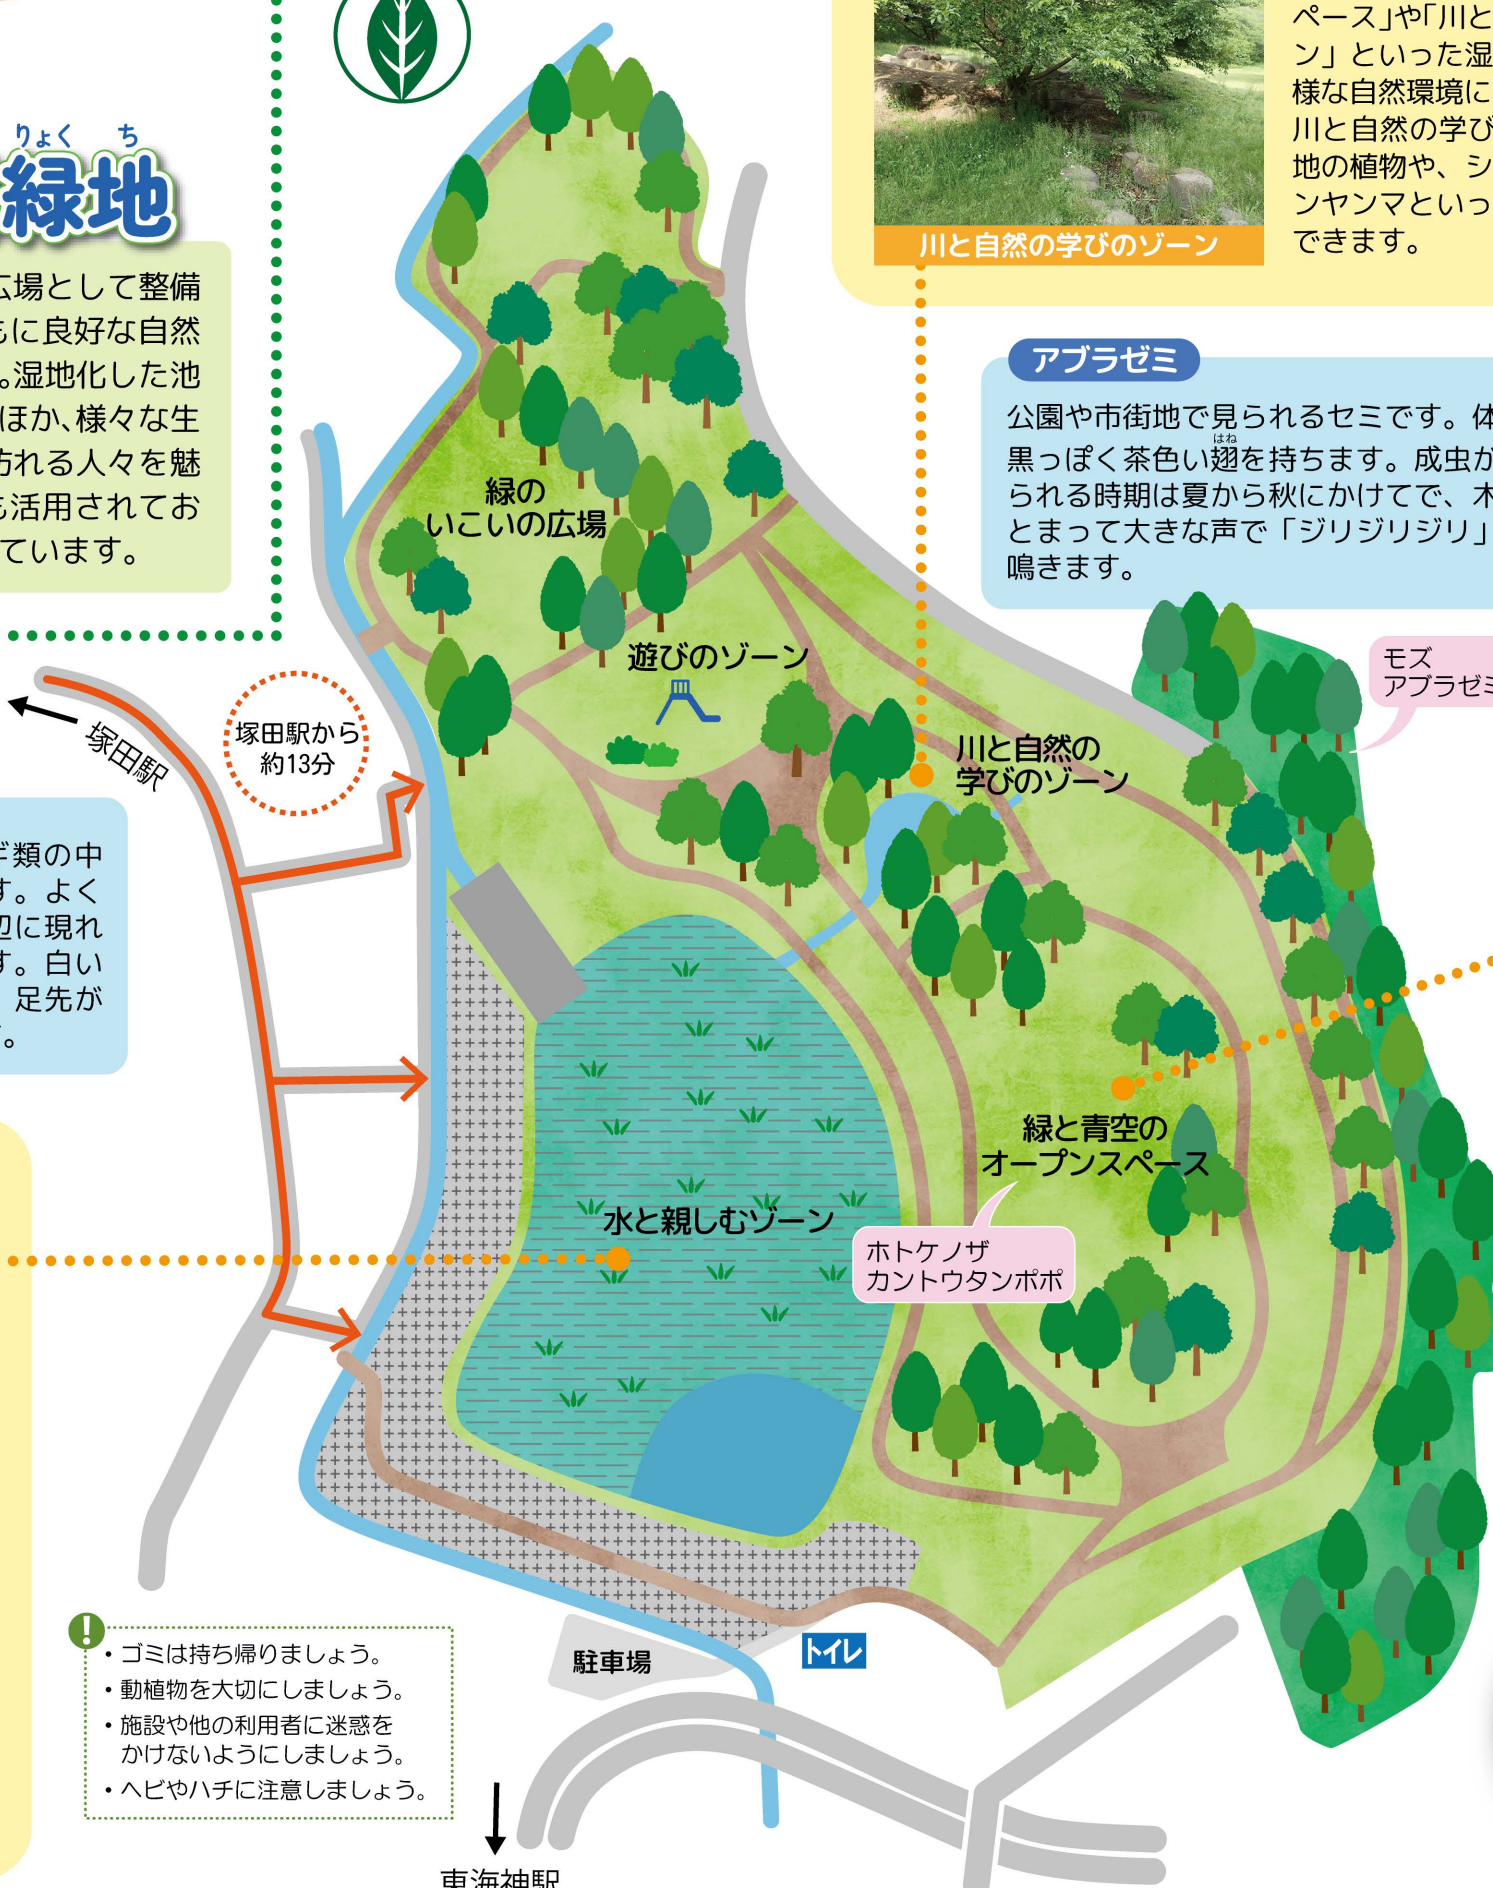 りょく ち
緑地
広場として整備
もに良好な自然
。湿地化した池
ほか、様々な生
訪れる人々を魅
も活用されてお
ています。
ペース」や「川と
ン」といった湿
様な自然環境に
川と自然の学び
地の植物や、シ
ンヤンマといっ
できます。
川と自然の学びのゾーン
アブラゼミ
公園や市街地で見られるセミです。体
黒っぽく茶色い翅を持ちます。成虫が
はね
られる時期は夏から秋にかけてで、木
とまって大きな声で「ジリジリジリ」
鳴きます。
緑の
いこいの広場
遊びのゾーン
モズ
アブラゼミ
塚田駅
塚田駅から
約13分
川と自然の
学びのゾーン
ギ類の中
す。よく
辺に現れ
す。白い
足先が
。
緑と青空の
オープンスペース
水と親しむゾーン
ホトケノザ
カントウタンポポ
・ゴミは持ち帰りましょう。
・動植物を大切にしましょう。
・施設や他の利用者に迷惑を
かけないようにしましょう。
・ヘビやハチに注意しましょう。
駐車場
トイレ
東海神駅